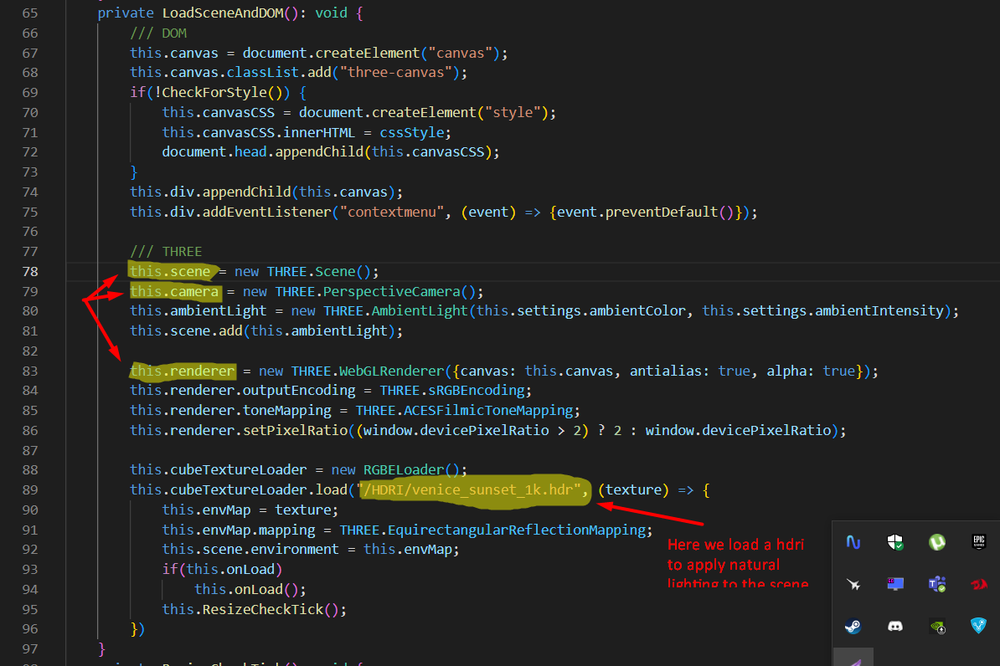 65 private LoadSceneAndDOM(): void {
66 /// DOM
67 this.canvas = document.createElement("canvas");
68 this.canvas.classList.add("three-canvas");
69 if(!CheckForStyle()) {
70 this.canvasCSS = document.createElement("style");
71 this.canvasCSS.innerHTML = cssStyle;
72 document.head.appendChild(this.canvasCSS);
73 }
74 this.div.appendChild(this.canvas);
75 this.div.addEventListener("contextmenu", (event) => {event.preventDefault()});
76
77 /// THREE
78 this.scene = new THREE.Scene();
79 this.camera = new THREE.PerspectiveCamera();
80 this.ambientLight = new THREE.AmbientLight(this.settings.ambientColor, this.settings.ambientIntensity);
81 this.scene.add(this.ambientLight);
82
83 this.renderer = new THREE.WebGLRenderer({canvas: this.canvas, antialias: true, alpha: true});
84 this.renderer.outputEncoding = THREE.sRGBEncoding;
85 this.renderer.toneMapping = THREE.ACESFilmicToneMapping;
86 this.renderer.setPixelRatio((window.devicePixelRatio > 2) ? 2 : window.devicePixelRatio);
87
88 this.cubeTextureLoader = new RGBELoader();
89 this.cubeTextureLoader.load("/HDRI/venice_sunset_1k.hdr", (texture) => {
90 this.envMap = texture;
91 this.envMap.mapping = THREE.EquirectangularReflectionMapping;
92 this.scene.environment = this.envMap;
93 if(this.onLoad)
94 this.onLoad();
95 this.ResizeCheckTick();
96 })
97 }
Here we load a hdri
to apply natural
lighting to the scene
EPIC
GAMES